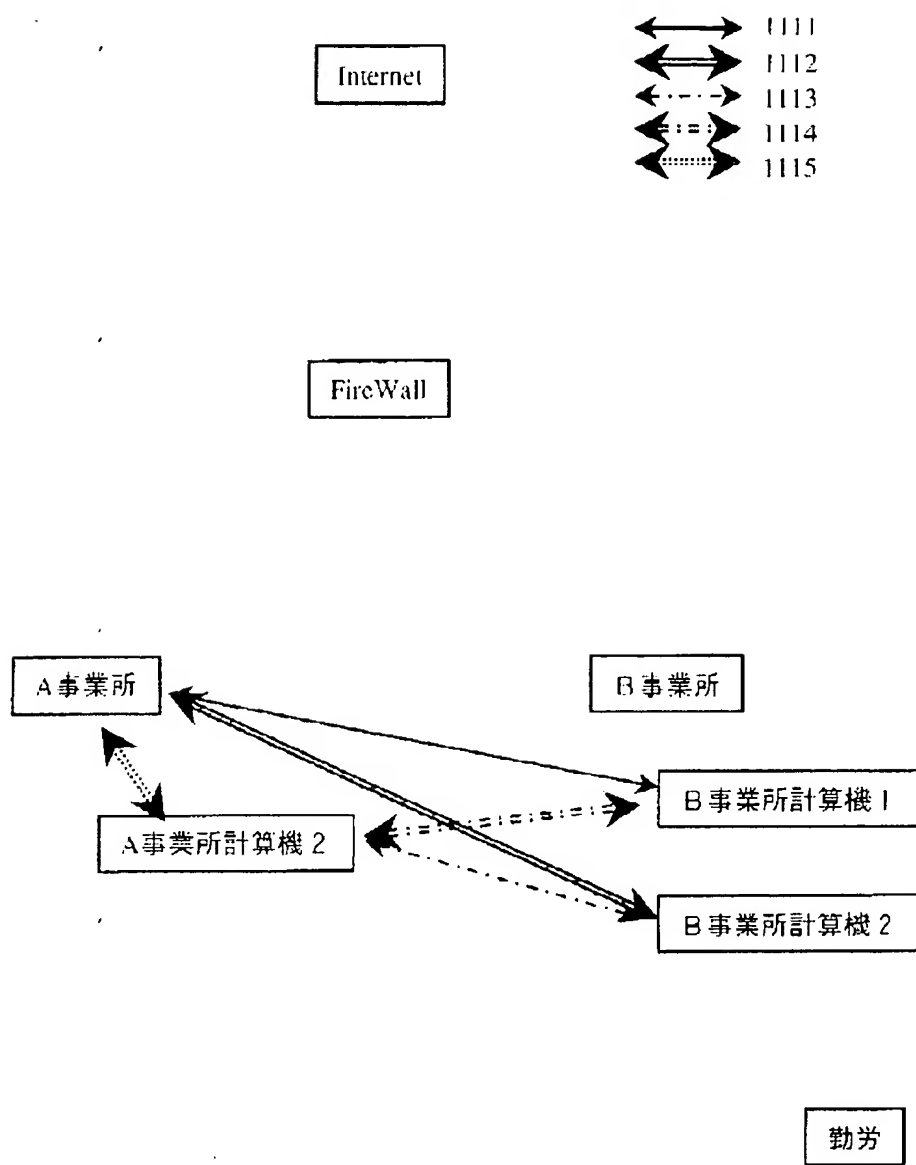 1111
Internet
1112
1113
1114
1115
FireWall
A事業所
B事業所
B事業所計算機1
A事業所計算機2
B事業所計算機2
勤労